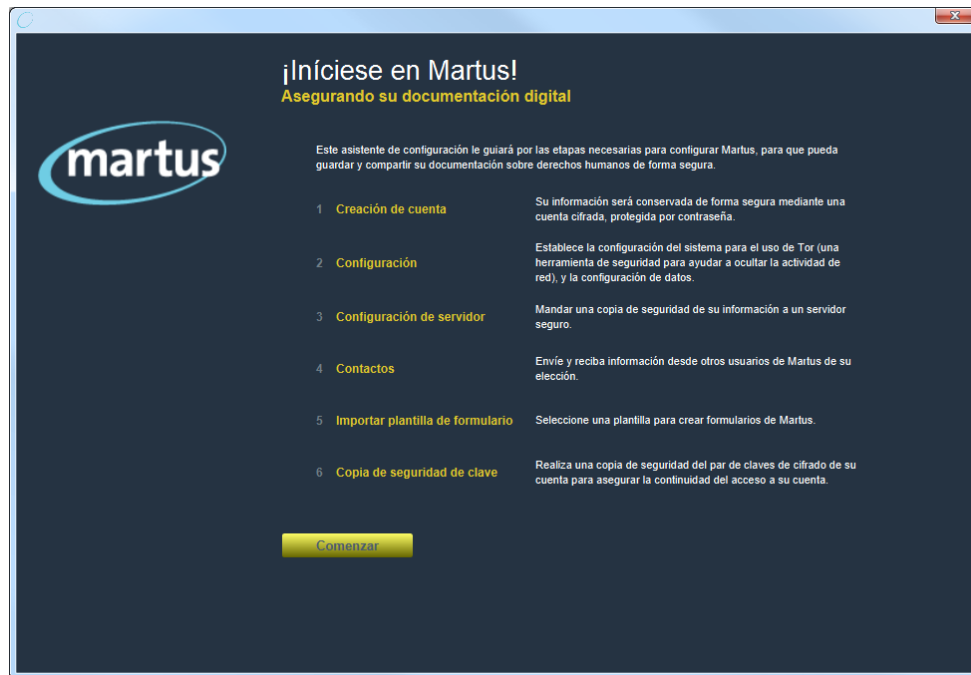 ¡Iníciese en Martus!
Asegurando su documentación digital
martus
Este asistente de configuración le guiará por las etapas necesarias para configurar Martus, para que pueda
guardar y compartir su documentación sobre derechos humanos de forma segura.
1 Creación de cuenta
Su información será conservada de forma segura mediante una
cuenta cifrada, protegida por contraseña.
2 Configuración
Establece la configuración del sistema para el uso de Tor (una
herramienta de seguridad para ayudar a ocultar la actividad de
red), y la configuración de datos.
3 Configuración de servidor
Mandar una copia de seguridad de su información a un servidor
seguro.
4 Contactos
Envíe y reciba información desde otros usuarios de Martus de su
elección.
5 Importar plantilla de formulario
Seleccione una plantilla para crear formularios de Martus.
6 Copia de seguridad de clave
Realiza una copia de seguridad del par de claves de cifrado de su
cuenta para asegurar la continuidad del acceso a su cuenta.
Comenzar